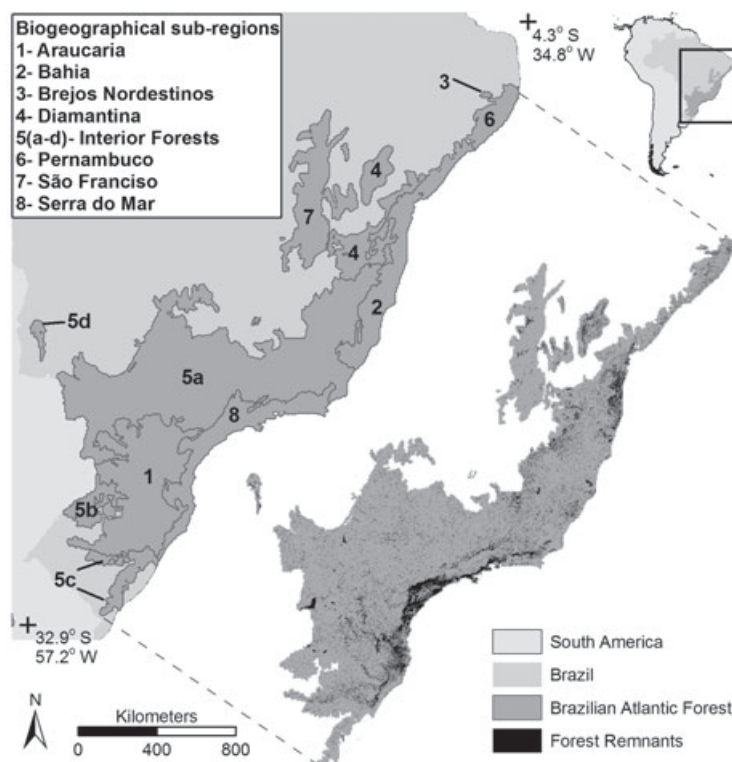 Biogeographical sub-regions
1- Araucaria
2- Bahia
3- Brejos Nordestinos
4- Diamantina
5(a-d)- Interior Forests
6- Pernambuco
7- São Franciso
8- Serra do Mar
4.3° S
34.8° W
3
6
4
7
4
2
5d
5a
8
1
5b
5c
32.9° S
57.2° W
N
Kilometers
0 400 800
South America
Brazil
Brazilian Atlantic Forest
Forest Remnants